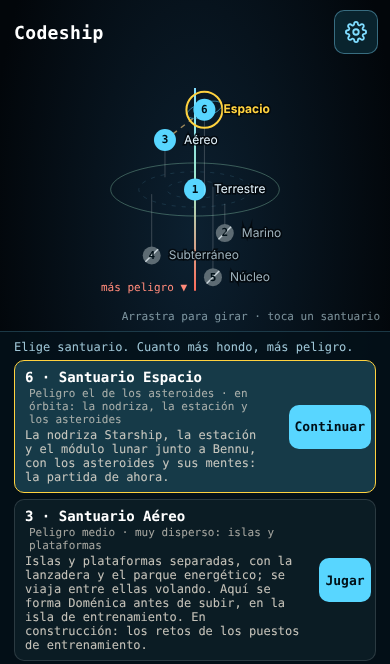 Codeship
6 Espacio
3 Aéreo
1 Terrestre
2 Marino
4 Subterráneo
5 Núcleo
más peligro ▼
Arrastra para girar · toca un santuario
Elige santuario. Cuanto más hondo, más peligro.
6 · Santuario Espacio
Peligro el de los asteroides · en
órbita: la nodriza, la estación y
los asteroides
Continuar
La nodriza Starship, la estación
y el módulo lunar junto a Bennu,
con los asteroides y sus mentes:
la partida de ahora.
3 · Santuario Aéreo
Peligro medio · muy disperso: islas y
plataformas
Islas y plataformas separadas, con la
lanzadera y el parque energético; se
viaja entre ellas volando. Aquí se
forma Doménica antes de subir, en la
isla de entrenamiento. En
construcción: los retos de los puestos
de entrenamiento.
Jugar